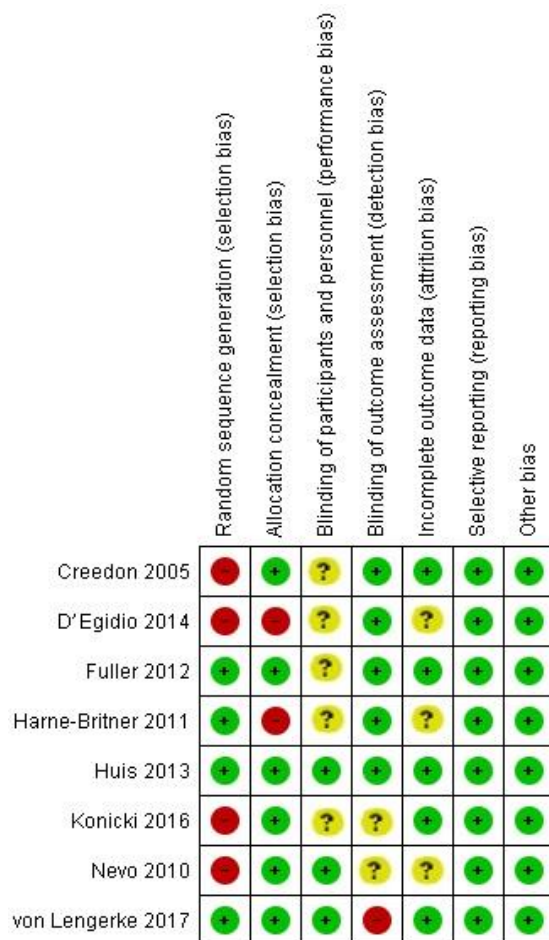 Random sequence generation (selection bias)
Allocation concealment (selection bias)
Blinding of participants and personnel (performance bias)
Blinding of outcome assessment (detection bias)
Incomplete outcome data (attrition bias)
Selective reporting (reporting bias)
Other bias
Creedon 2005 - + ? + + + +
D'Egidio 2014 - - ? + ? + +
Fuller 2012 + + ? + + + +
Harne-Britner 2011 + - ? + ? + +
Huis 2013 + + + + + + +
Konicki 2016 - + ? ? + + +
Nevo 2010 - + + ? ? + +
von Lengerke 2017 + + + - + + +